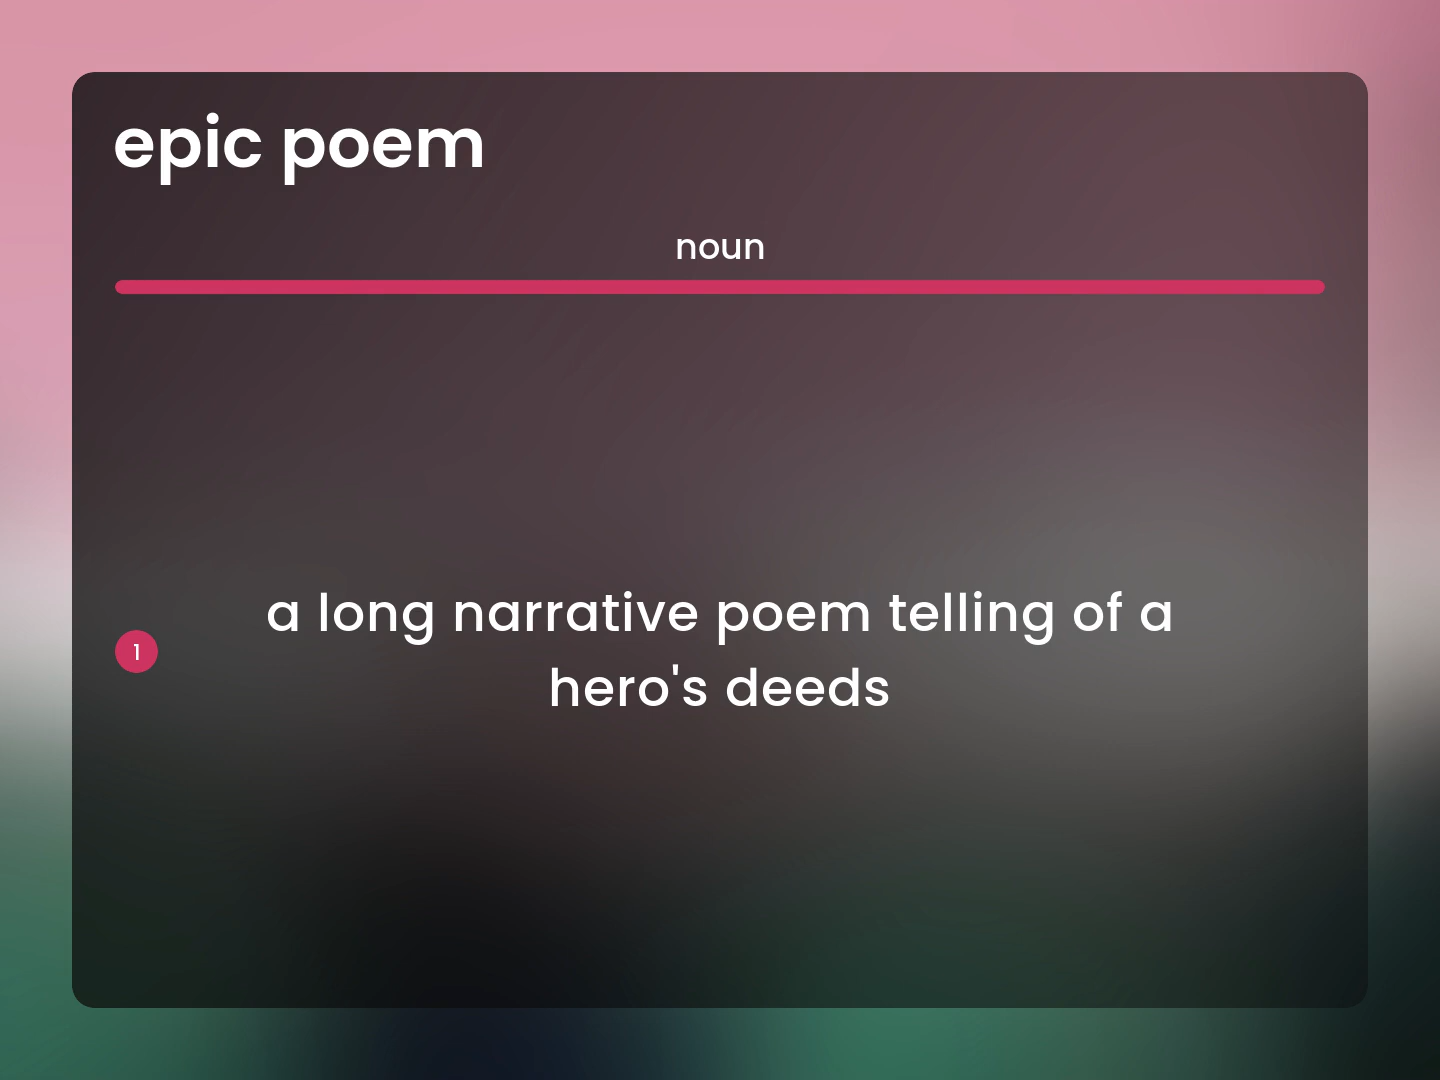 epic poem
noun
1
a long narrative poem telling of a
hero's deeds